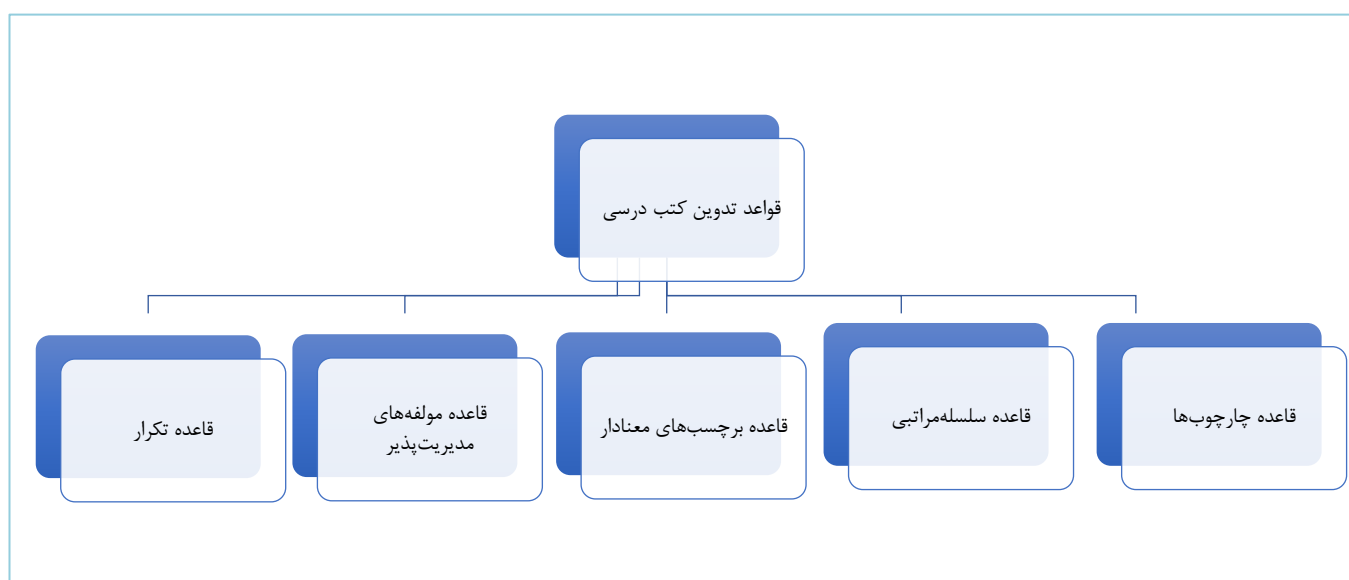 قواعد تدوین کتب درسی
قاعده چارچوب‌ها
قاعده سلسله‌مراتبی
قاعده برچسب‌های معنادار
قاعده مولفه‌های
مدیریت‌پذیر
قاعده تکرار